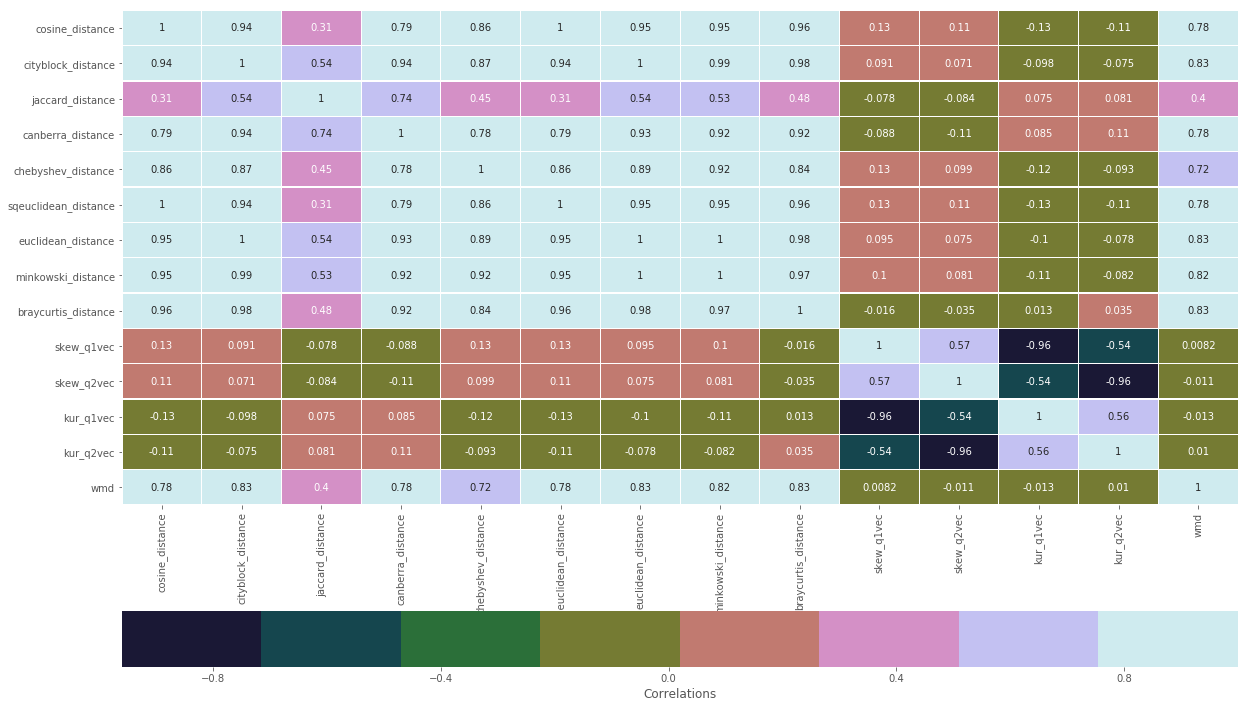 cosine_distance 1 0.94 0.31 0.79 0.86 1 0.95 0.95 0.96 0.13 0.11 -0.13 -0.11 0.78
cityblock_distance 0.94 1 0.54 0.94 0.87 0.94 1 0.99 0.98 0.091 0.071 -0.098 -0.075 0.83
jaccard_distance 0.31 0.54 1 0.74 0.45 0.31 0.54 0.53 0.48 -0.078 -0.084 0.075 0.081 0.4
canberra_distance 0.79 0.94 0.74 1 0.78 0.79 0.93 0.92 0.92 -0.088 -0.11 0.085 0.11 0.78
chebyshev_distance 0.86 0.87 0.45 0.78 1 0.86 0.89 0.92 0.84 0.13 0.099 -0.12 -0.093 0.72
sqeuclidean_distance 1 0.94 0.31 0.79 0.86 1 0.95 0.95 0.96 0.13 0.11 -0.13 -0.11 0.78
euclidean_distance 0.95 1 0.54 0.93 0.89 0.95 1 1 0.98 0.095 0.075 -0.1 -0.078 0.83
minkowski_distance 0.95 0.99 0.53 0.92 0.92 0.95 1 1 0.97 0.1 0.081 -0.11 -0.082 0.82
braycurtis_distance 0.96 0.98 0.48 0.92 0.84 0.96 0.98 0.97 1 -0.016 -0.035 0.013 0.035 0.83
skew_q1vec 0.13 0.091 -0.078 -0.088 0.13 0.13 0.095 0.1 -0.016 1 0.57 -0.96 -0.54 0.0082
skew_q2vec 0.11 0.071 -0.084 -0.11 0.099 0.11 0.075 0.081 -0.035 0.57 1 -0.54 -0.96 -0.011
kur_q1vec -0.13 -0.098 0.075 0.085 -0.12 -0.13 -0.1 -0.11 0.013 -0.96 -0.54 1 0.56 -0.013
kur_q2vec -0.11 -0.075 0.081 0.11 -0.093 -0.11 -0.078 -0.082 0.035 -0.54 -0.96 0.56 1 0.01
wmd 0.78 0.83 0.4 0.78 0.72 0.78 0.83 0.82 0.83 0.0082 -0.011 -0.013 0.01 1
cosine_distance
cityblock_distance
jaccard_distance
canberra_distance
hebyshev_distance
euclidean_distance
euclidean_distance
minkowski_distance
braycurtis_distance
skew_q1vec
skew_q2vec
kur_q1vec
kur_q2vec
wmd
−0.8 −0.4 0.0 0.4 0.8
Correlations